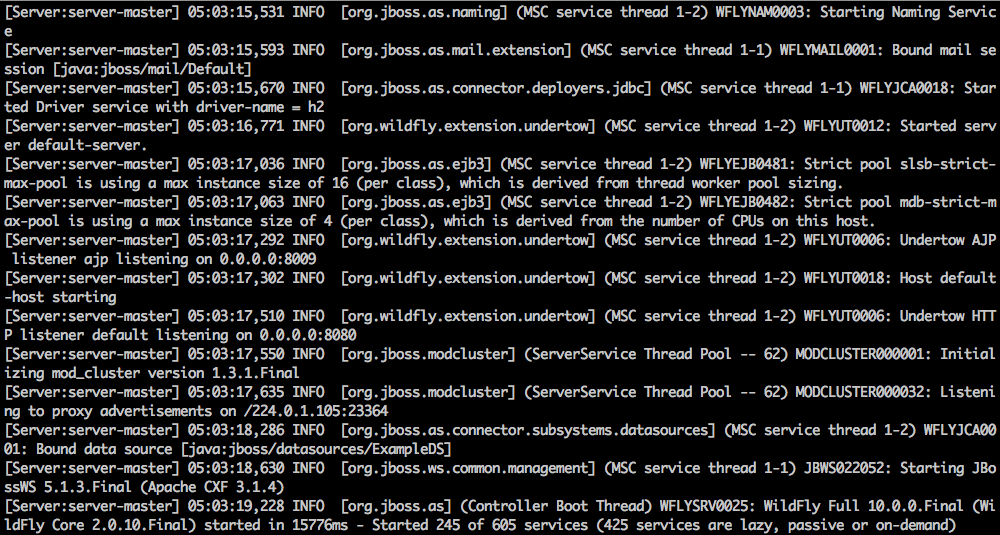 [Server:server-master] 05:03:15,531 INFO  [org.jboss.as.naming] (MSC service thread 1-2) WFLYNAM0003: Starting Naming Servic
e
[Server:server-master] 05:03:15,593 INFO  [org.jboss.as.mail.extension] (MSC service thread 1-1) WFLYMAIL0001: Bound mail se
ssion [java:jboss/mail/Default]
[Server:server-master] 05:03:15,670 INFO  [org.jboss.as.connector.deployers.jdbc] (MSC service thread 1-1) WFLYJCA0018: Star
ted Driver service with driver-name = h2
[Server:server-master] 05:03:16,771 INFO  [org.wildfly.extension.undertow] (MSC service thread 1-2) WFLYUT0012: Started serv
er default-server.
[Server:server-master] 05:03:17,036 INFO  [org.jboss.as.ejb3] (MSC service thread 1-2) WFLYEJB0481: Strict pool slsb-strict-
max-pool is using a max instance size of 16 (per class), which is derived from thread worker pool sizing.
[Server:server-master] 05:03:17,063 INFO  [org.jboss.as.ejb3] (MSC service thread 1-2) WFLYEJB0482: Strict pool mdb-strict-m
ax-pool is using a max instance size of 4 (per class), which is derived from the number of CPUs on this host.
[Server:server-master] 05:03:17,292 INFO  [org.wildfly.extension.undertow] (MSC service thread 1-2) WFLYUT0006: Undertow AJP
 listener ajp listening on 0.0.0.0:8009
[Server:server-master] 05:03:17,302 INFO  [org.wildfly.extension.undertow] (MSC service thread 1-2) WFLYUT0018: Host default
-host starting
[Server:server-master] 05:03:17,510 INFO  [org.wildfly.extension.undertow] (MSC service thread 1-2) WFLYUT0006: Undertow HTT
P listener default listening on 0.0.0.0:8080
[Server:server-master] 05:03:17,550 INFO  [org.jboss.modcluster] (ServerService Thread Pool -- 62) MODCLUSTER000001: Initial
izing mod_cluster version 1.3.1.Final
[Server:server-master] 05:03:17,635 INFO  [org.jboss.modcluster] (ServerService Thread Pool -- 62) MODCLUSTER000032: Listeni
ng to proxy advertisements on /224.0.1.105:23364
[Server:server-master] 05:03:18,286 INFO  [org.jboss.as.connector.subsystems.datasources] (MSC service thread 1-2) WFLYJCA00
01: Bound data source [java:jboss/datasources/ExampleDS]
[Server:server-master] 05:03:18,630 INFO  [org.jboss.ws.common.management] (MSC service thread 1-1) JBWS022052: Starting JBo
ssWS 5.1.3.Final (Apache CXF 3.1.4)
[Server:server-master] 05:03:19,228 INFO  [org.jboss.as] (Controller Boot Thread) WFLYSRV0025: WildFly Full 10.0.0.Final (Wi
ldFly Core 2.0.10.Final) started in 15776ms - Started 245 of 605 services (425 services are lazy, passive or on-demand)